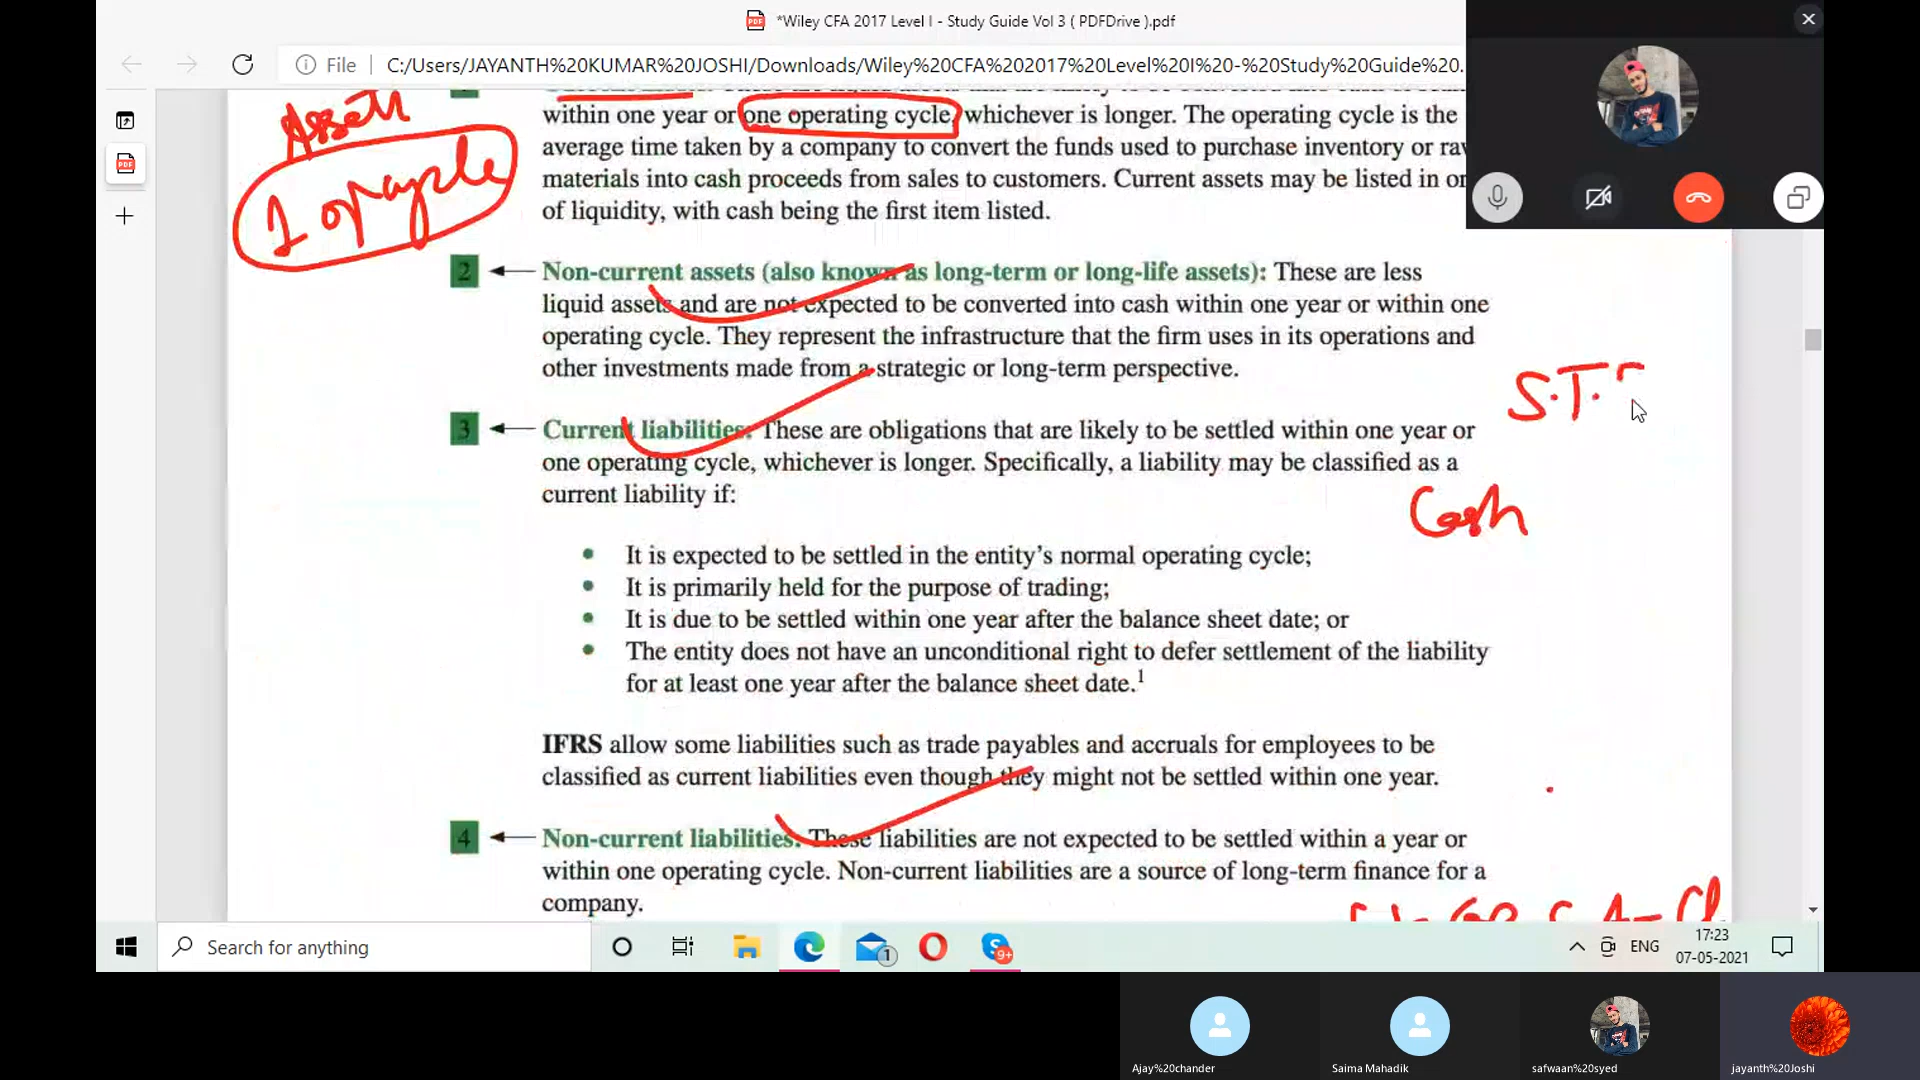 *Wiley CFA 2017 Level I - Study Guide Vol 3 ( PDFDrive ).pdf
File
C:/Users/JAYANTH%20KUMAR%20JOSHI/Downloads/Wiley%20CFA%202017%20Level%20I%20-%20Study%20Guide%20.
within one year or one operating cycle, whichever is longer. The operating cycle is the
average time taken by a company to convert the funds used to purchase inventory or
materials into cash proceeds from sales to customers. Current assets may be listed in
of liquidity, with cash being the first item listed.
Assets
1 opcycle
2
Non-current assets (also known as long-term or long-life assets): These are less
liquid assets and are not expected to be converted into cash within one year or within one
operating cycle. They represent the infrastructure that the firm uses in its operations and
other investments made from a strategic or long-term perspective.
S.T.
3
Current liabilities: These are obligations that are likely to be settled within one year or
one operating cycle, whichever is longer. Specifically, a liability may be classified as a
current liability if:
Cash
• It is expected to be settled in the entity's normal operating cycle;
• It is primarily held for the purpose of trading;
• It is due to be settled within one year after the balance sheet date; or
• The entity does not have an unconditional right to defer settlement of the liability
for at least one year after the balance sheet date.1
IFRS allow some liabilities such as trade payables and accruals for employees to be
classified as current liabilities even though they might not be settled within one year.
4
Non-current liabilities: These liabilities are not expected to be settled within a year or
within one operating cycle. Non-current liabilities are a source of long-term finance for a
company.
Search for anything
1
9+
ENG
17:23
07-05-2021
Ajay%20chander
Saima Mahadik
safwaan%20syed
jayanth%20Joshi